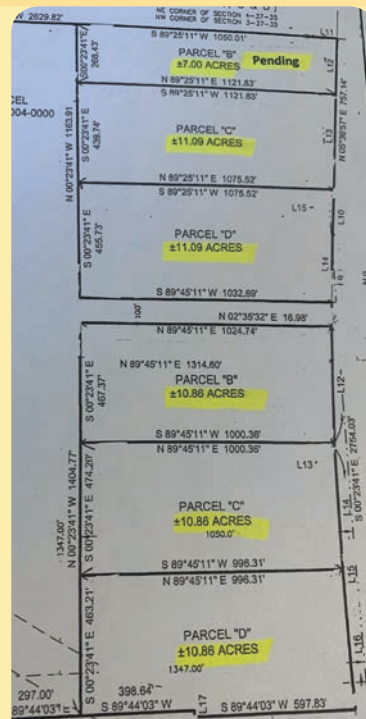 W 2629.82'
NE CORNER OF SECTION 4-37-35
NW CORNER OF SECTION 3-37-35
S 89°25'11" W 1050.01'
L11
S 00°23'41" E
268.43'
PARCEL "B"
±7.00 ACRES
Pending
L12
N 89°25'11" E 1121.83'
S 89°25'11" W 1121.83'
N 05°36'57" E 757.14'
CEL
004-0000
N 00°23'41" W 1163.91
S 00°23'41" E
439.74'
PARCEL "C"
±11.09 ACRES
L13
N 89°25'11" E 1075.52'
S 89°25'11" W 1075.52'
L15
L10
S 00°23'41" E
455.73'
PARCEL "D"
±11.09 ACRES
L14
S 89°45'11" W 1032.69'
100'
N 02°35'32" E 16.98'
N 89°45'11" E 1024.74'
N 89°45'11" E 1314.60'
S 00°23'41" E
467.37'
PARCEL "B"
±10.86 ACRES
L12
S 89°45'11" W 1000.36'
N 89°45'11" E 1000.36'
S 00°23'41" E 2754.03'
L13
N 00°23'41" W 1404.77'
1347.00'
S 00°23'41" E 474.20'
PARCEL "C"
±10.86 ACRES
1050.0'
L14
S 89°45'11" W 996.31'
N 89°45'11" E 996.31'
L15
S 00°23'41" E 463.21'
PARCEL "D"
±10.86 ACRES
1347.00'
L16
297.00'
89°44'03" E
398.64'
S 89°44'03" W
L17
S 89°44'03" W 597.83'